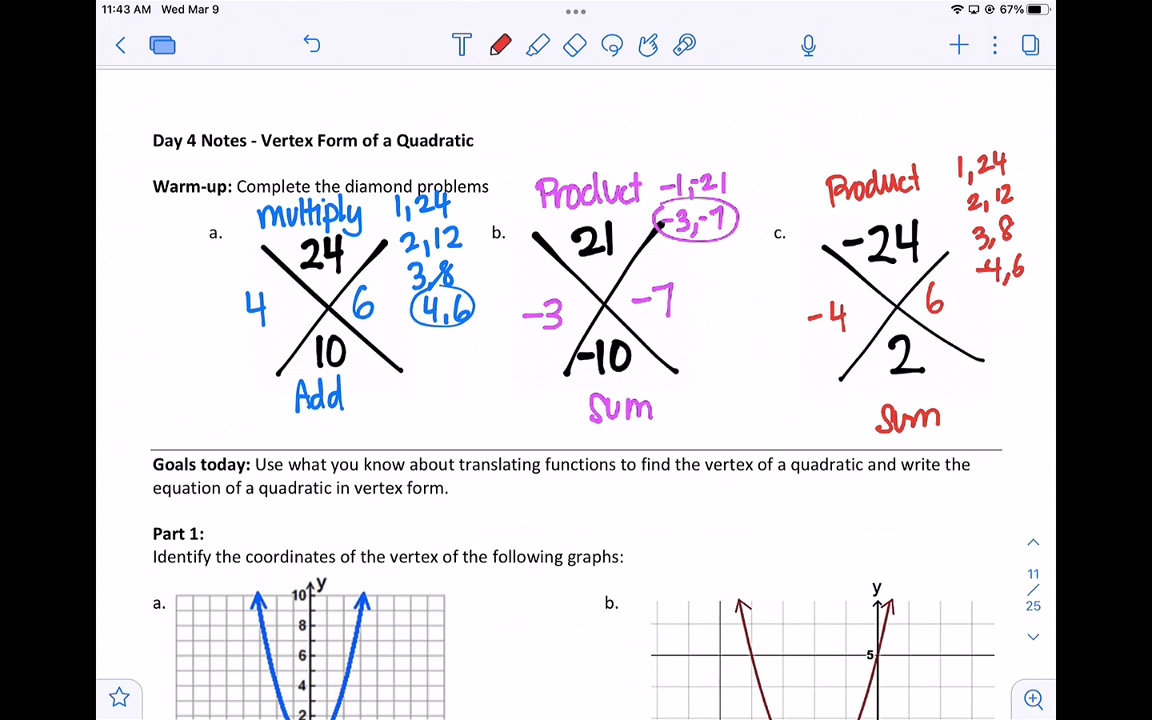 11:43 AM Wed Mar 9
67%
Day 4 Notes - Vertex Form of a Quadratic
Warm-up: Complete the diamond problems
a.
multiply
24
4
6
10
Add
1,24
2,12
3,8
4,6
b.
Product
21
-3
-7
-10
Sum
-1,-21
-3,-7
c.
Product
-24
-4
6
2
Sum
1,24
2,12
3,8
-4,6
Goals today: Use what you know about translating functions to find the vertex of a quadratic and write the
equation of a quadratic in vertex form.
Part 1:
Identify the coordinates of the vertex of the following graphs:
a.
y
10
8
6
4
2
b.
y
5
11
/
25